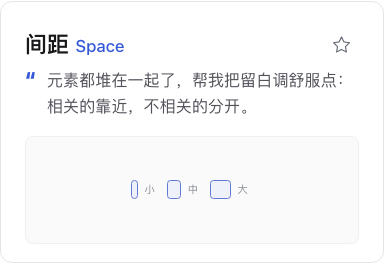 间距 Space
“ 元素都堆在一起了，帮我把留白调舒服点：
相关的靠近，不相关的分开。
小 中 大